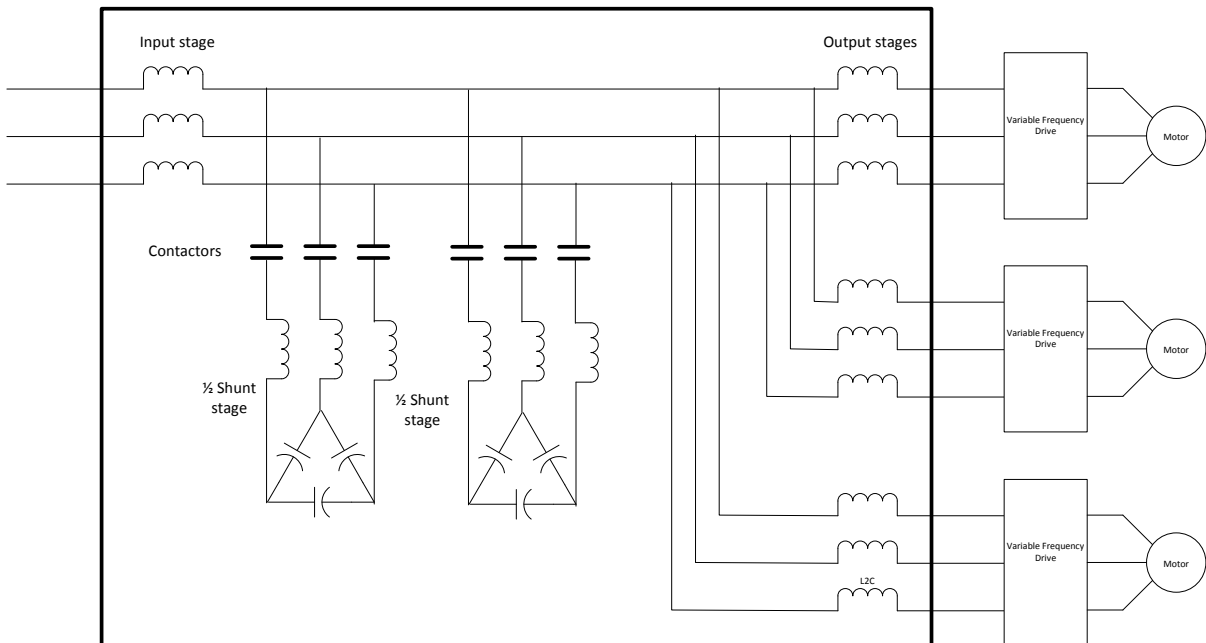 Input stage
Output stages
Variable Frequency
Drive
Motor
Contactors
Variable Frequency
Drive
Motor
½ Shunt
stage
½ Shunt
stage
Variable Frequency
Drive
Motor
L2C